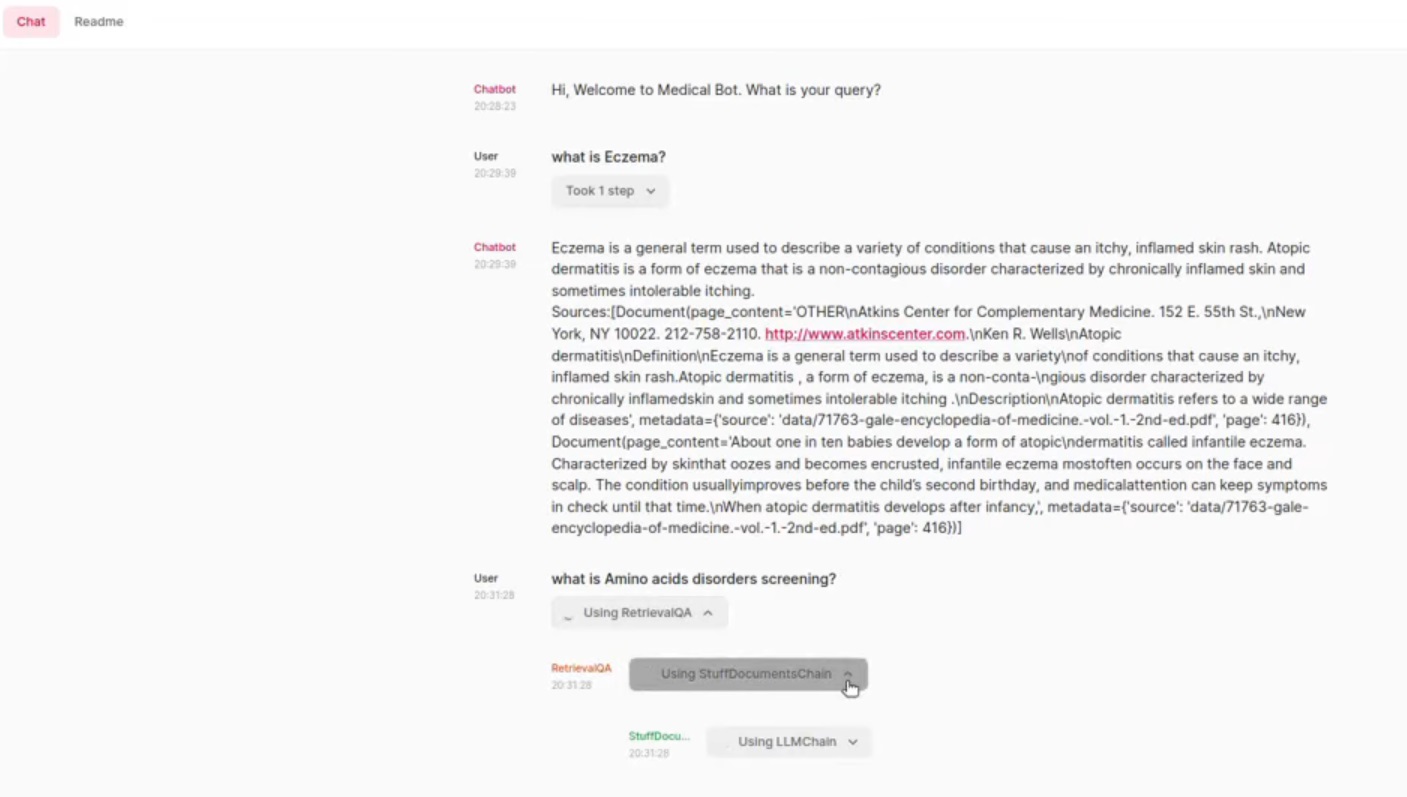 Chat Readme
Chatbot Hi, Welcome to Medical Bot. What is your query?
20:28:23
User what is Eczema?
20:29:39
Took 1 step
Chatbot Eczema is a general term used to describe a variety of conditions that cause an itchy, inflamed skin rash. Atopic
20:29:39 dermatitis is a form of eczema that is a non-contagious disorder characterized by chronically inflamed skin and
sometimes intolerable itching.
Sources:[Document(page_content='OTHER\nAtkins Center for Complementary Medicine. 152 E. 55th St.,\nNew
York, NY 10022. 212-758-2110. http://www.atkinscenter.com.\nKen R. Wells\nAtopic
dermatitis\nDefinition\nEczema is a general term used to describe a variety\nof conditions that cause an itchy,
inflamed skin rash.Atopic dermatitis , a form of eczema, is a non-conta-\ngious disorder characterized by
chronically inflamedskin and sometimes intolerable itching .\nDescription\nAtopic dermatitis refers to a wide range
of diseases', metadata={'source': 'data/71763-gale-encyclopedia-of-medicine.-vol.-1.-2nd-ed.pdf', 'page': 416}),
Document(page_content='About one in ten babies develop a form of atopic\ndermatitis called infantile eczema.
Characterized by skinthat oozes and becomes encrusted, infantile eczema mostoften occurs on the face and
scalp. The condition usuallyimproves before the child’s second birthday, and medicalattention can keep symptoms
in check until that time.\nWhen atopic dermatitis develops after infancy,', metadata={'source': 'data/71763-gale-
encyclopedia-of-medicine.-vol.-1.-2nd-ed.pdf', 'page': 416})]
User what is Amino acids disorders screening?
20:31:28
Using RetrievalQA
RetrievalQA Using StuffDocumentsChain
20:31:28
StuffDocu... Using LLMChain
20:31:28